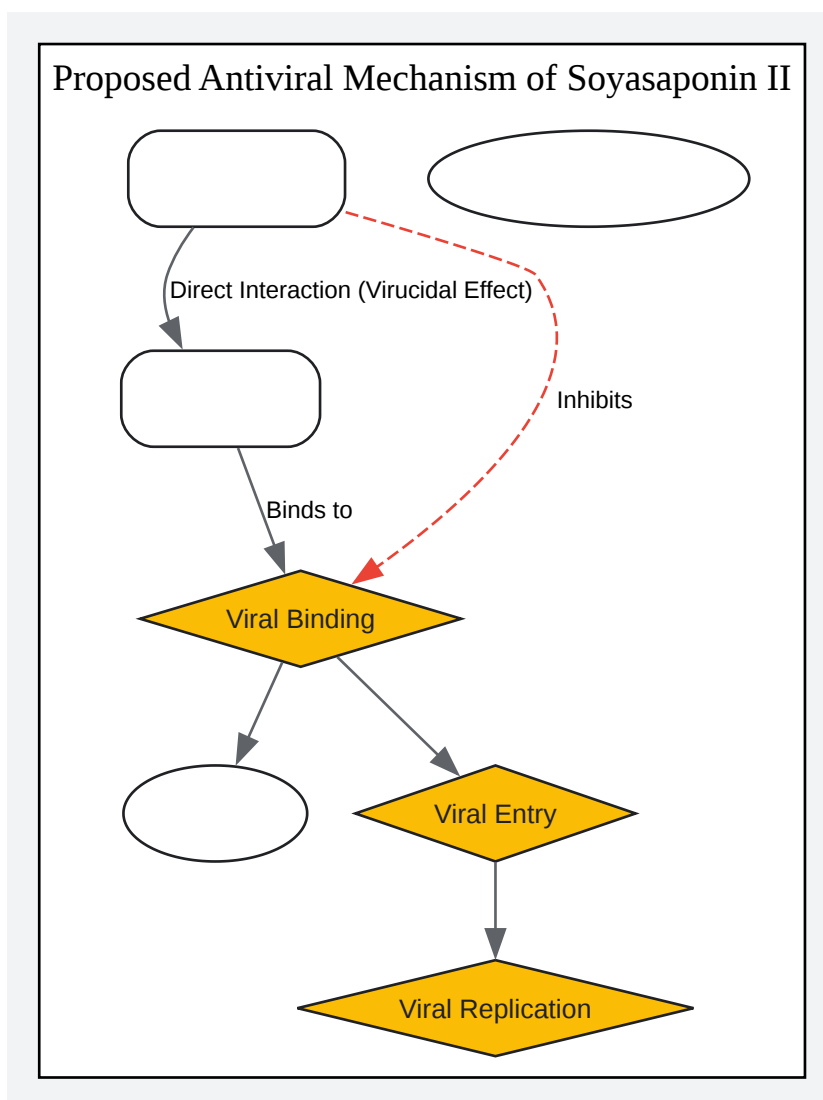 Proposed Antiviral Mechanism of Soyasaponin II
Direct Interaction (Virucidal Effect)
Inhibits
Binds to
Viral Binding
Viral Entry
Viral Replication